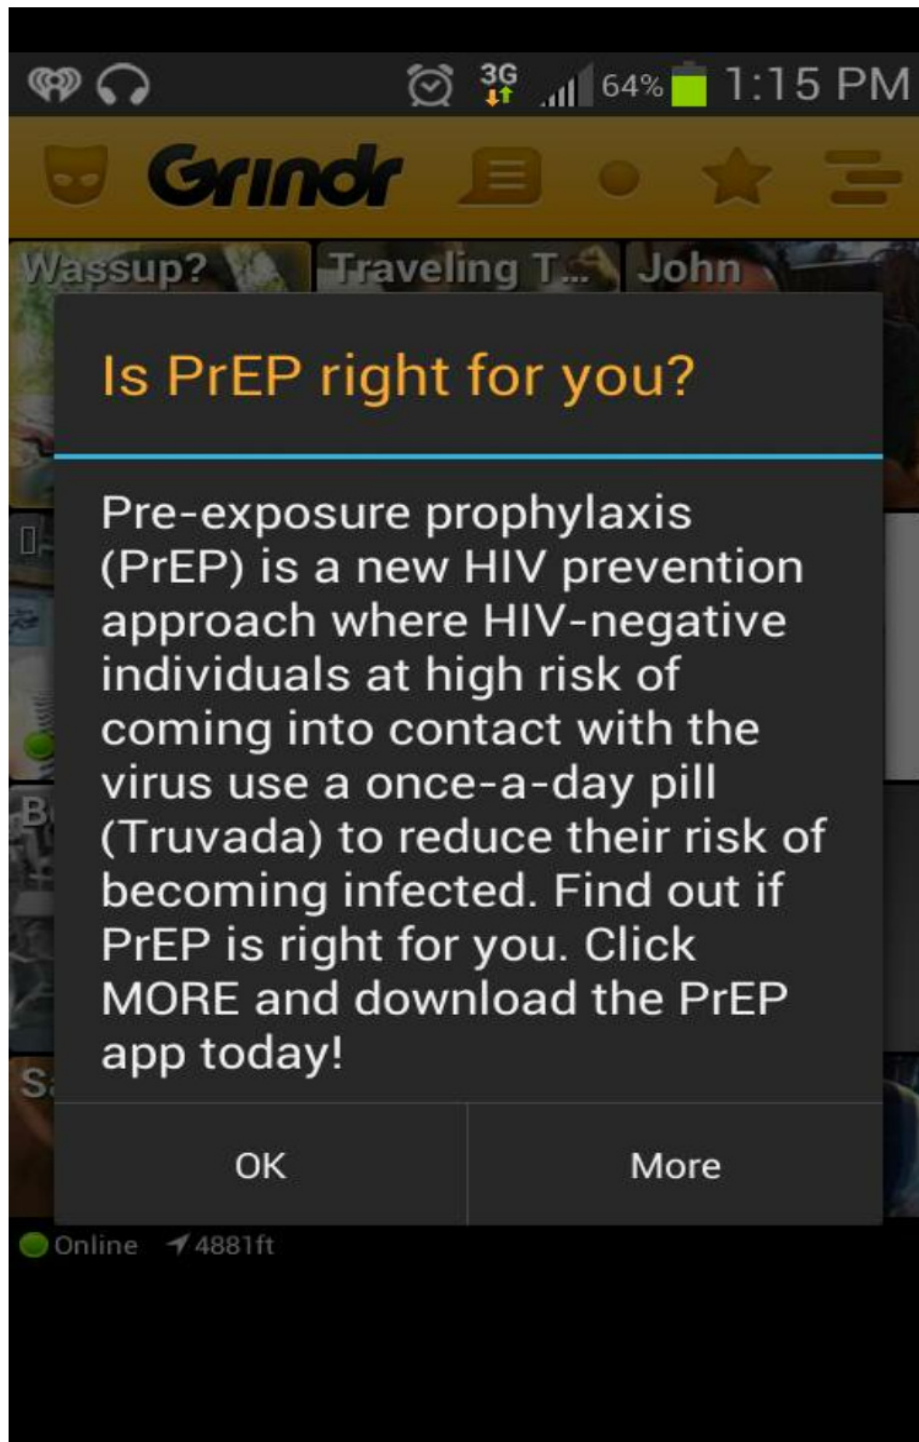 3G 64% 1:15 PM
Grindr
Wassup? Traveling T... John
Is PrEP right for you?
Pre-exposure prophylaxis
(PrEP) is a new HIV prevention
approach where HIV-negative
individuals at high risk of
coming into contact with the
virus use a once-a-day pill
(Truvada) to reduce their risk of
becoming infected. Find out if
PrEP is right for you. Click
MORE and download the PrEP
app today!
OK More
Online 4881ft